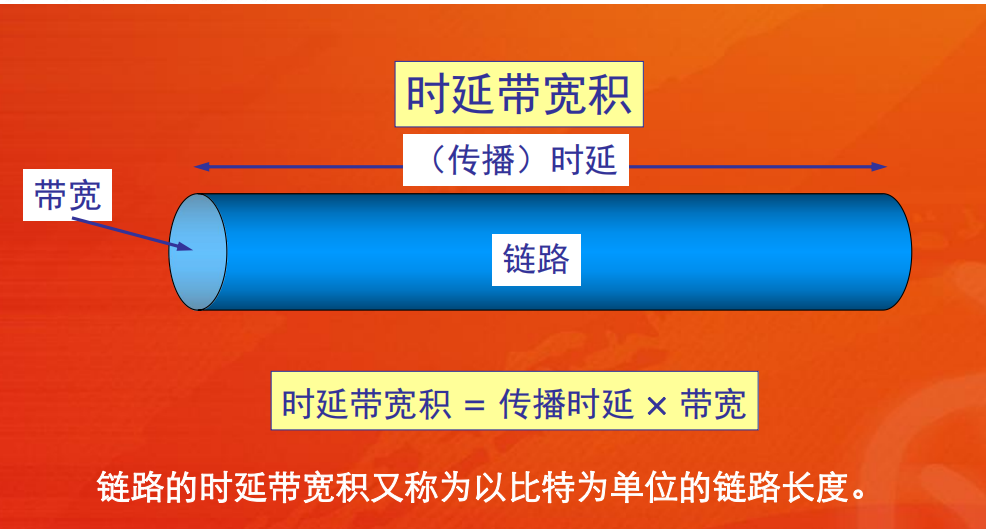 时延带宽积
（传播）时延
带宽
链路
时延带宽积 = 传播时延 × 带宽
链路的时延带宽积又称为以比特为单位的链路长度。